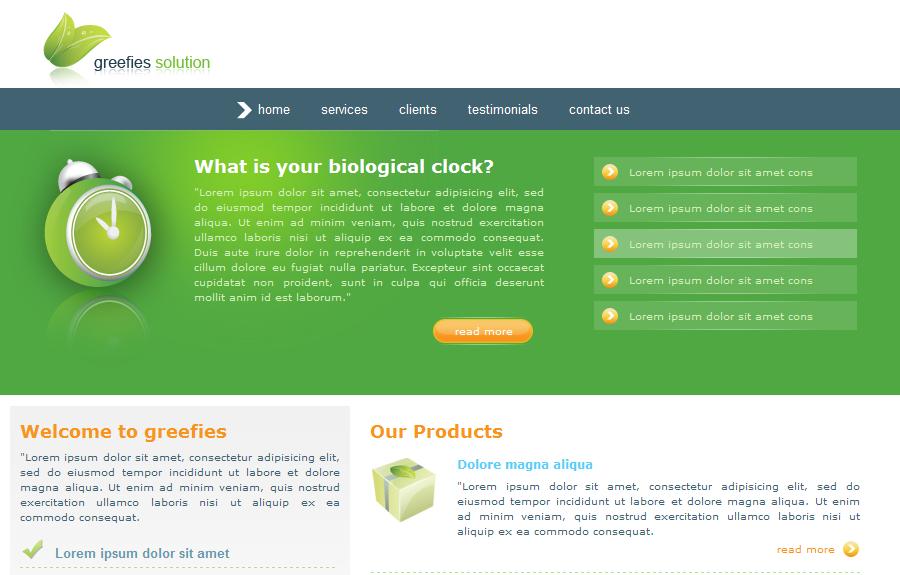 greefies solution
home services clients testimonials contact us
What is your biological clock?
"Lorem ipsum dolor sit amet, consectetur adipisicing elit, sed
do eiusmod tempor incididunt ut labore et dolore magna
aliqua. Ut enim ad minim veniam, quis nostrud exercitation
ullamco laboris nisi ut aliquip ex ea commodo consequat.
Duis aute irure dolor in reprehenderit in voluptate velit esse
cillum dolore eu fugiat nulla pariatur. Excepteur sint occaecat
cupidatat non proident, sunt in culpa qui officia deserunt
mollit anim id est laborum."
read more
Lorem ipsum dolor sit amet cons
Lorem ipsum dolor sit amet cons
Lorem ipsum dolor sit amet cons
Lorem ipsum dolor sit amet cons
Lorem ipsum dolor sit amet cons
Welcome to greefies
"Lorem ipsum dolor sit amet, consectetur adipisicing elit,
sed do eiusmod tempor incididunt ut labore et dolore
magna aliqua. Ut enim ad minim veniam, quis nostrud
exercitation ullamco laboris nisi ut aliquip ex ea
commodo consequat.
Lorem ipsum dolor sit amet
Our Products
Dolore magna aliqua
"Lorem ipsum dolor sit amet, consectetur adipisicing elit, sed do
eiusmod tempor incididunt ut labore et dolore magna aliqua. Ut enim
ad minim veniam, quis nostrud exercitation ullamco laboris nisi ut
aliquip ex ea commodo consequat.
read more